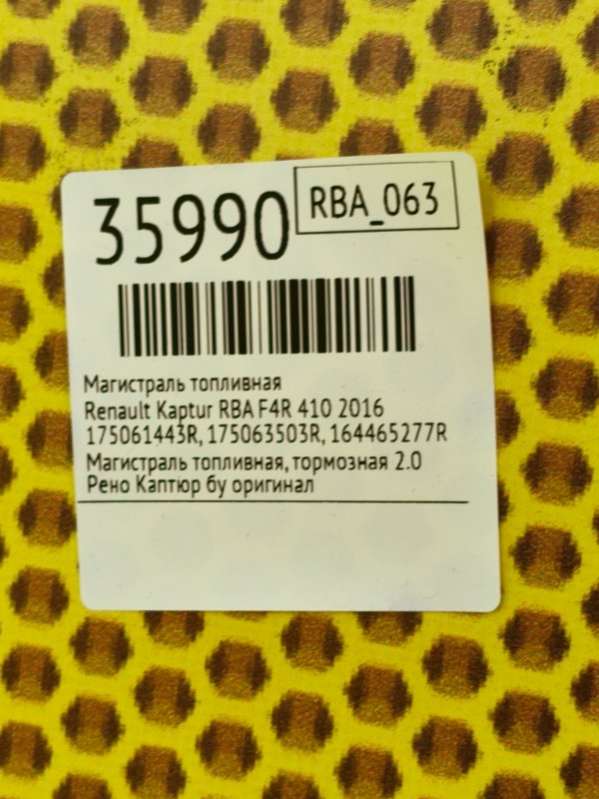 35990
RBA_063
Магистраль топливная
Renault Kaptur RBA F4R 410 2016
175061443R, 175063503R, 164465277R
Магистраль топливная, тормозная 2.0
Рено Каптюр бу оригинал